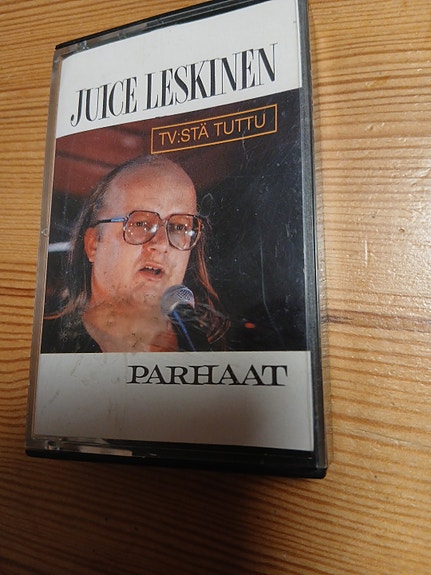 JUICE LESKINEN
TV:STÄ TUTTU
PARHAAT